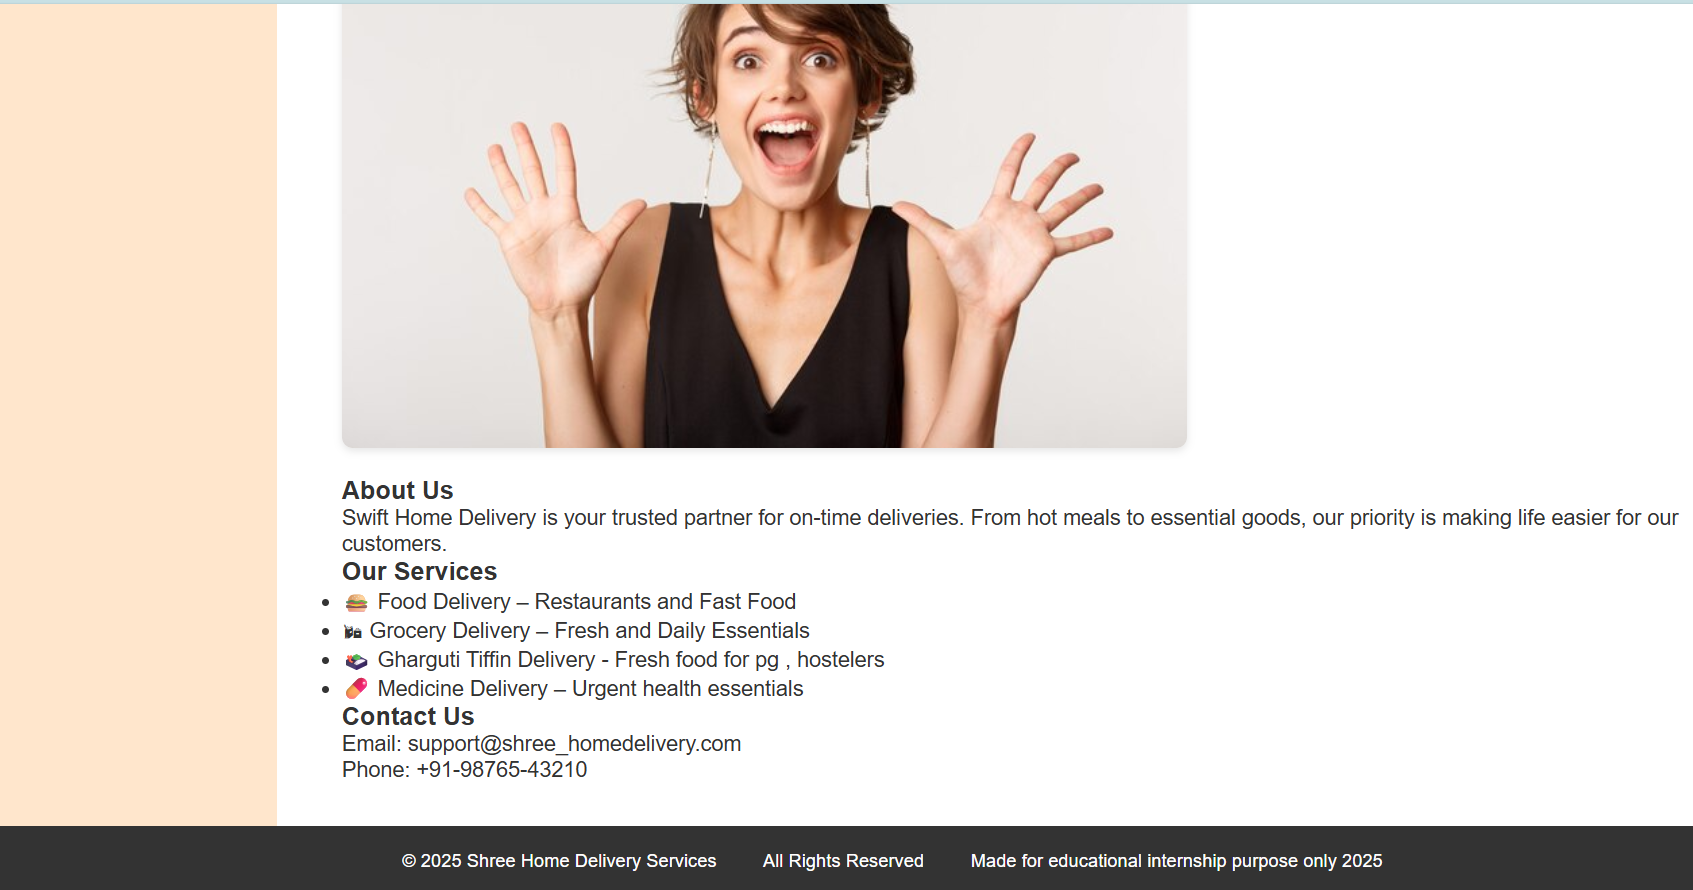 About Us
Swift Home Delivery is your trusted partner for on-time deliveries. From hot meals to essential goods, our priority is making life easier for our
customers.
Our Services
• 🍔 Food Delivery – Restaurants and Fast Food
• 🛍 Grocery Delivery – Fresh and Daily Essentials
• 🍱 Gharguti Tiffin Delivery - Fresh food for pg , hostelers
• 💊 Medicine Delivery – Urgent health essentials
Contact Us
Email: support@shree_homedelivery.com
Phone: +91-98765-43210
© 2025 Shree Home Delivery Services All Rights Reserved Made for educational internship purpose only 2025